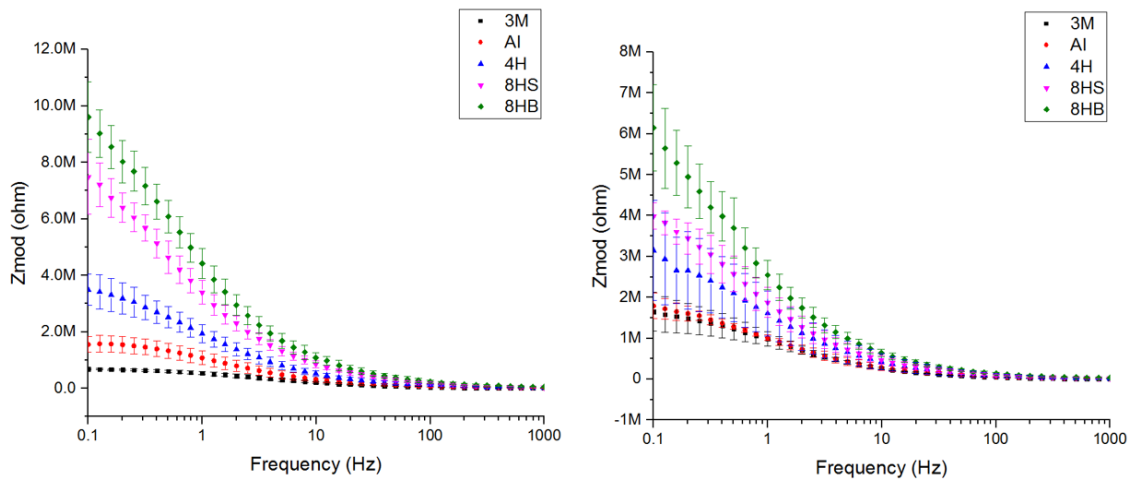 3M
AI
4H
8HS
8HB
12.0M
10.0M
8.0M
6.0M
4.0M
2.0M
0.0
Zmod (ohm)
0.1 1 10 100 1000
Frequency (Hz)
3M
AI
4H
8HS
8HB
8M
7M
6M
5M
4M
3M
2M
1M
0
-1M
Zmod (ohm)
0.1 1 10 100 1000
Frequency (Hz)